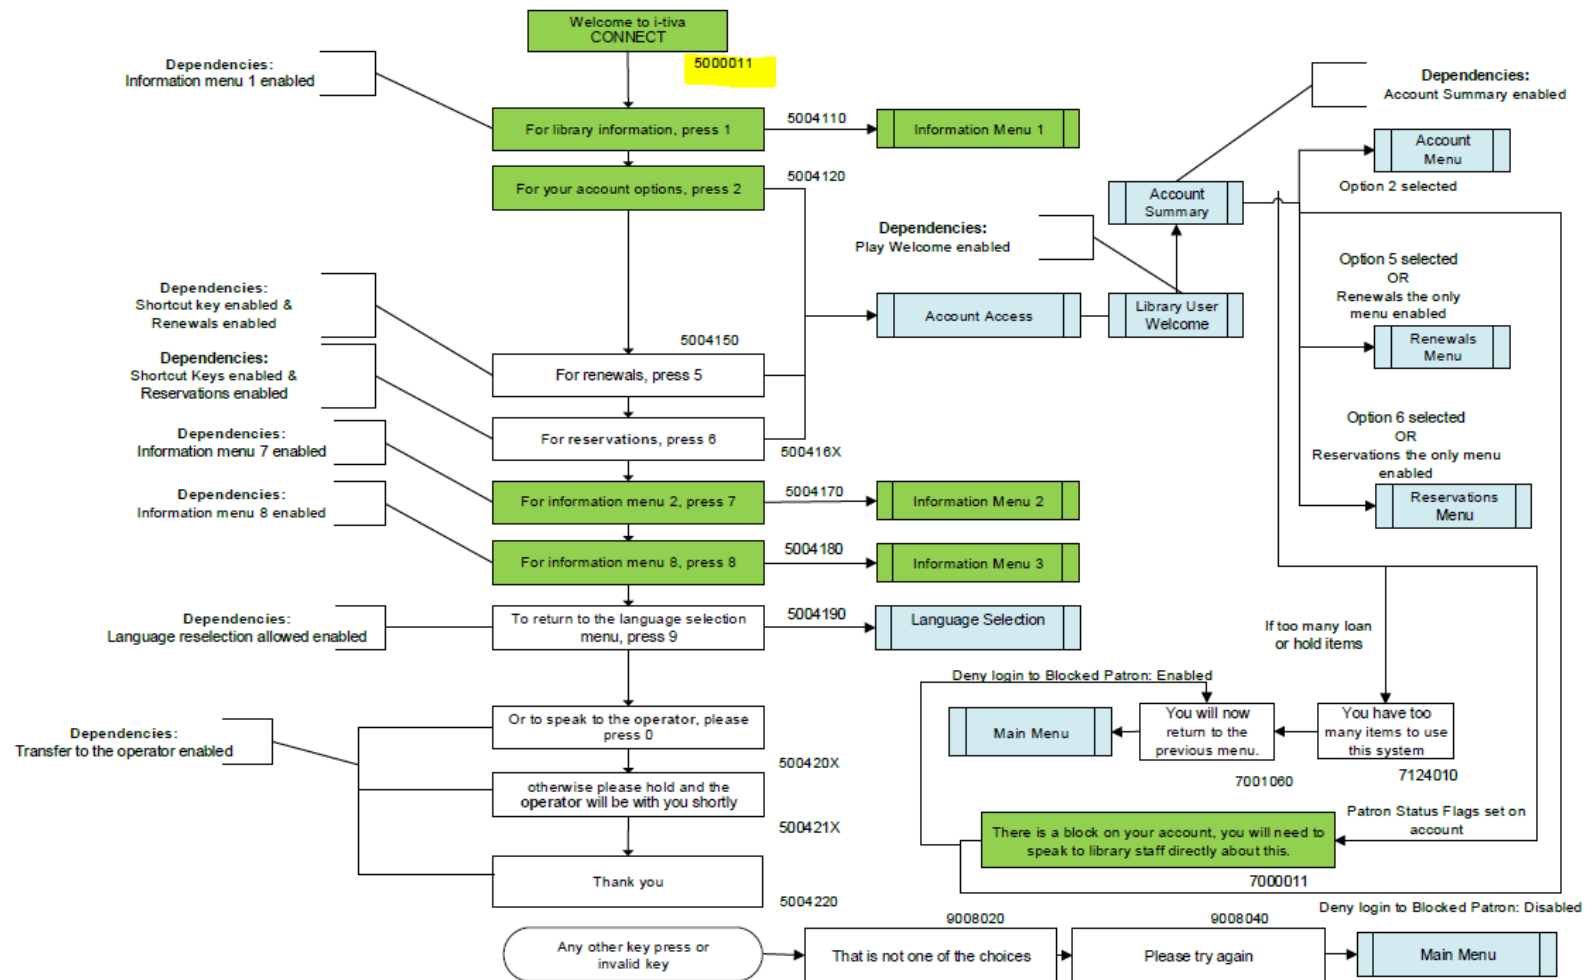 Welcome to i-tiva
CONNECT
5000011
Dependencies:
Information menu 1 enabled
For library information, press 1
5004110
Information Menu 1
For your account options, press 2
5004120
Dependencies:
Account Summary enabled
Account
Menu
Option 2 selected
Account
Summary
Dependencies:
Play Welcome enabled
Option 5 selected
OR
Renewals the only
menu enabled
Dependencies:
Shortcut key enabled &
Renewals enabled
Account Access
Library User
Welcome
Renewals
Menu
5004150
For renewals, press 5
Dependencies:
Shortcut Keys enabled &
Reservations enabled
For reservations, press 6
500416X
Option 6 selected
OR
Reservations the only menu
enabled
Reservations
Menu
Dependencies:
Information menu 7 enabled
For information menu 2, press 7
5004170
Information Menu 2
Dependencies:
Information menu 8 enabled
For information menu 8, press 8
5004180
Information Menu 3
Dependencies:
Language reselection allowed enabled
To return to the language selection
menu, press 9
5004190
Language Selection
If too many loan
or hold items
Deny login to Blocked Patron: Enabled
Main Menu
You will now
return to the
previous menu.
7001060
You have too
many items to use
this system
7124010
Dependencies:
Transfer to the operator enabled
Or to speak to the operator, please
press 0
500420X
otherwise please hold and the
operator will be with you shortly
500421X
Thank you
5004220
There is a block on your account, you will need to
speak to library staff directly about this.
7000011
Patron Status Flags set on
account
Deny login to Blocked Patron: Disabled
Any other key press or
invalid key
9008020
That is not one of the choices
9008040
Please try again
Main Menu